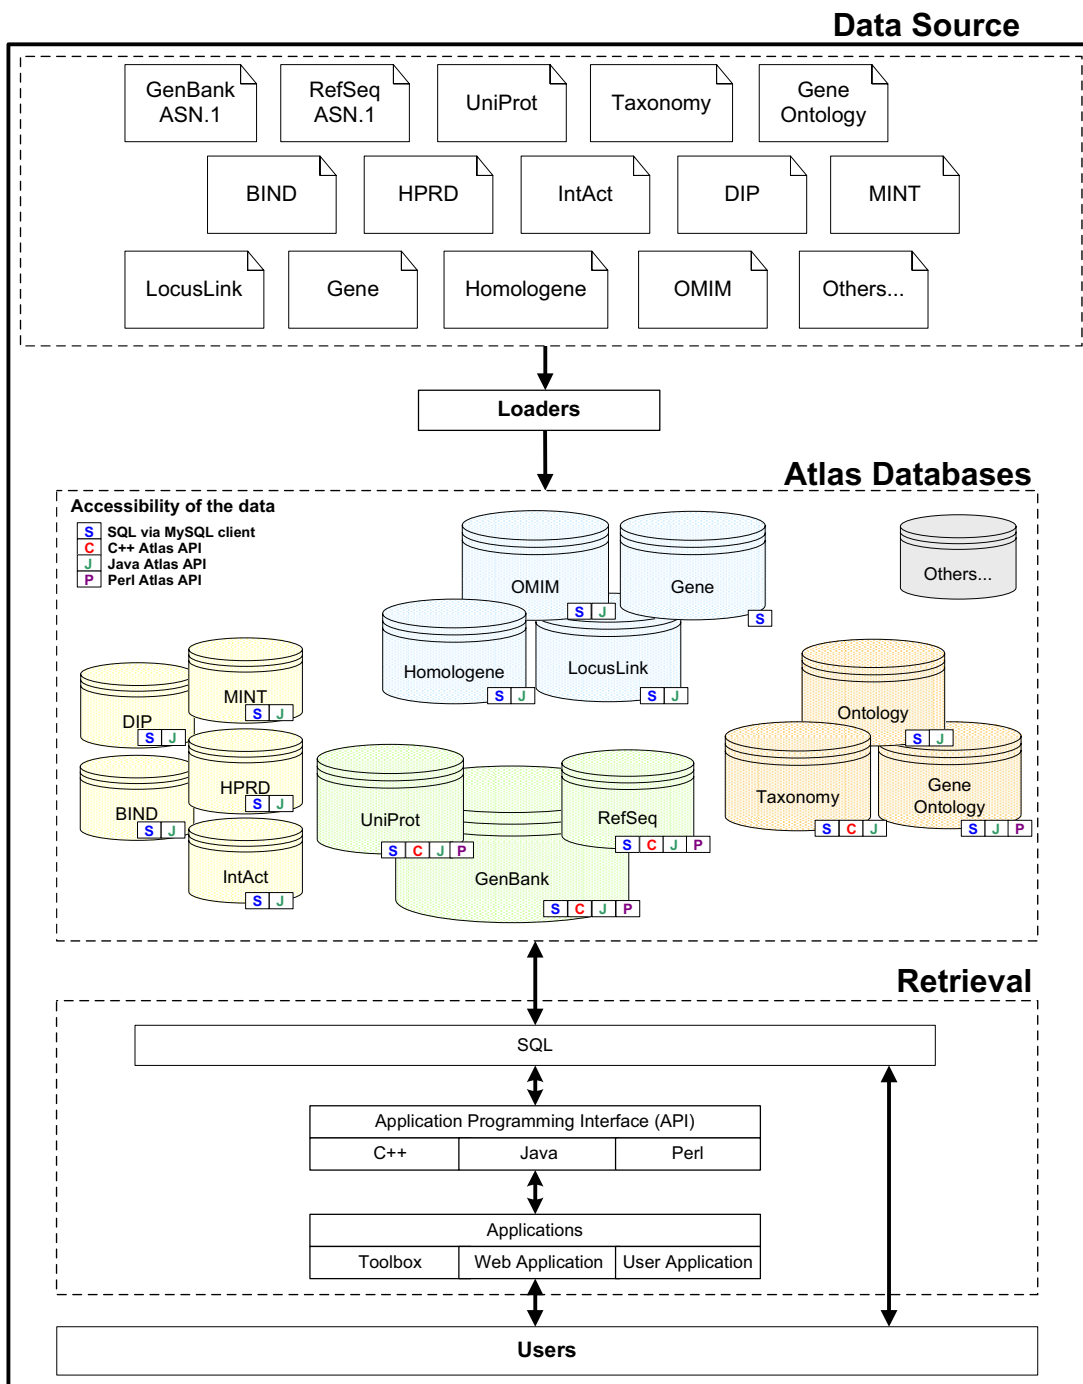 Data Source
GenBank
ASN.1
RefSeq
ASN.1
UniProt
Taxonomy
Gene
Ontology
BIND
HPRD
IntAct
DIP
MINT
LocusLink
Gene
Homologene
OMIM
Others...
Loaders
Atlas Databases
Accessibility of the data
S SQL via MySQL client
C C++ Atlas API
J Java Atlas API
P Perl Atlas API
OMIM
S J
Gene
S
Others...
Homologene
S J
LocusLink
S J
MINT
S J
DIP
S J
HPRD
S J
BIND
S J
IntAct
S J
UniProt
S C J P
RefSeq
S C J P
GenBank
S C J P
Ontology
S J
Taxonomy
S C J
Gene
Ontology
S J P
Retrieval
SQL
Application Programming Interface (API)
C++ Java Perl
Applications
Toolbox Web Application User Application
Users